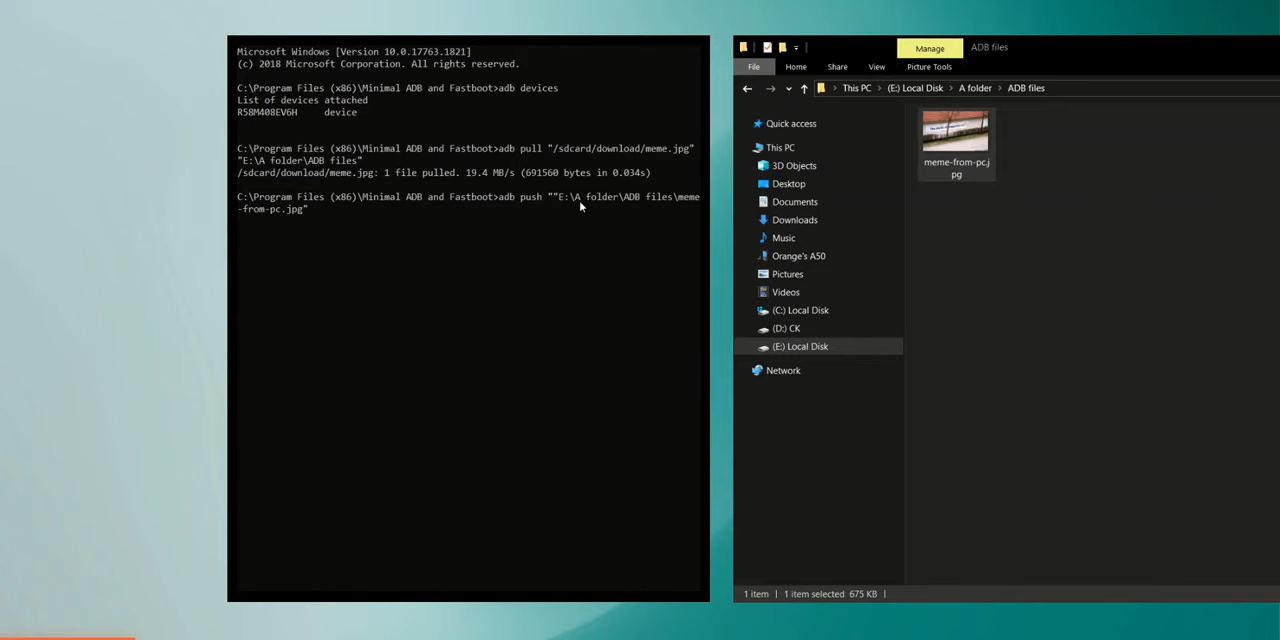 Microsoft Windows [Version 10.0.17763.1821]
(c) 2018 Microsoft Corporation. All rights reserved.
C:\Program Files (x86)\Minimal ADB and Fastboot>adb devices
List of devices attached
R58M408EV6H device
C:\Program Files (x86)\Minimal ADB and Fastboot>adb pull "/sdcard/download/meme.jpg"
"E:\A folder\ADB files"
/sdcard/download/meme.jpg: 1 file pulled. 19.4 MB/s (691560 bytes in 0.034s)
C:\Program Files (x86)\Minimal ADB and Fastboot>adb push ""E:\A folder\ADB files\meme
-from-pc.jpg"
Manage
ADB files
File
Home
Share
View
Picture Tools
This PC
(E:) Local Disk
A folder
ADB files
Quick access
This PC
3D Objects
Desktop
Documents
Downloads
Music
Orange's A50
Pictures
Videos
(C:) Local Disk
(D:) CK
(E:) Local Disk
Network
meme-from-pc.j
pg
1 item
1 item selected 675 KB